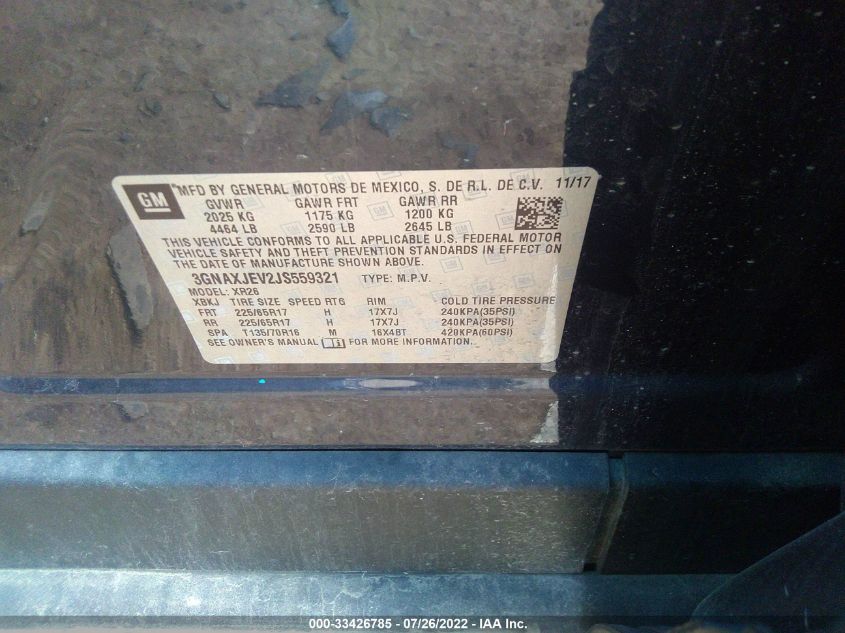 GM
MFD BY GENERAL MOTORS DE MEXICO, S. DE R.L. DE C.V. 11/17
GVWR GAWR FRT GAWR RR
2025 KG 1175 KG 1200 KG
4464 LB 2590 LB 2645 LB
THIS VEHICLE CONFORMS TO ALL APPLICABLE U.S. FEDERAL MOTOR
VEHICLE SAFETY AND THEFT PREVENTION STANDARDS IN EFFECT ON
THE DATE OF MANUFACTURE SHOWN ABOVE.
3GNAXJEV2JS559321 TYPE: M.P.V.
MODEL: XR26
XBKJ TIRE SIZE SPEED RTG RIM COLD TIRE PRESSURE
FRT 225/65R17 H 17X7J 240KPA(35PSI)
RR 225/65R17 H 17X7J 240KPA(35PSI)
SPA T135/70R16 M 16X4BT 420KPA(60PSI)
SEE OWNER'S MANUAL FOR MORE INFORMATION.
000-33426785 - 07/26/2022 - IAA Inc.